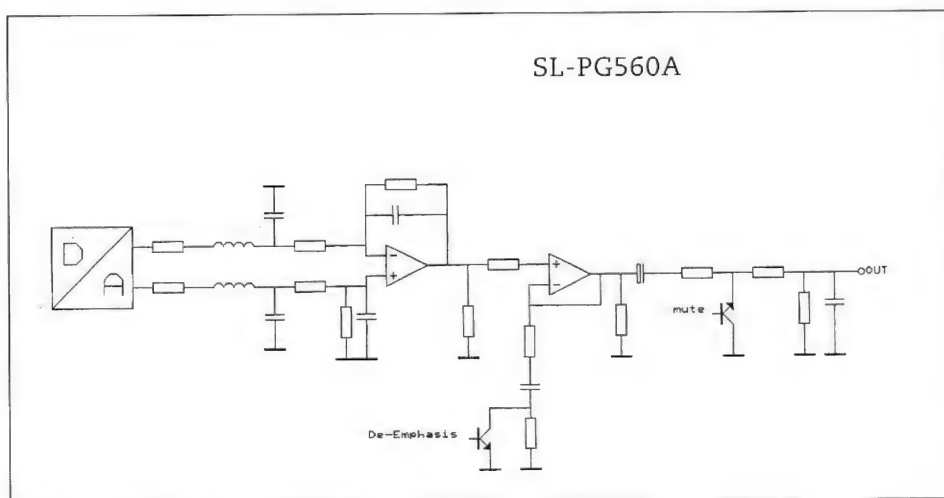 SL-PG560A
D
A
OUT
mute
De-Emphasis